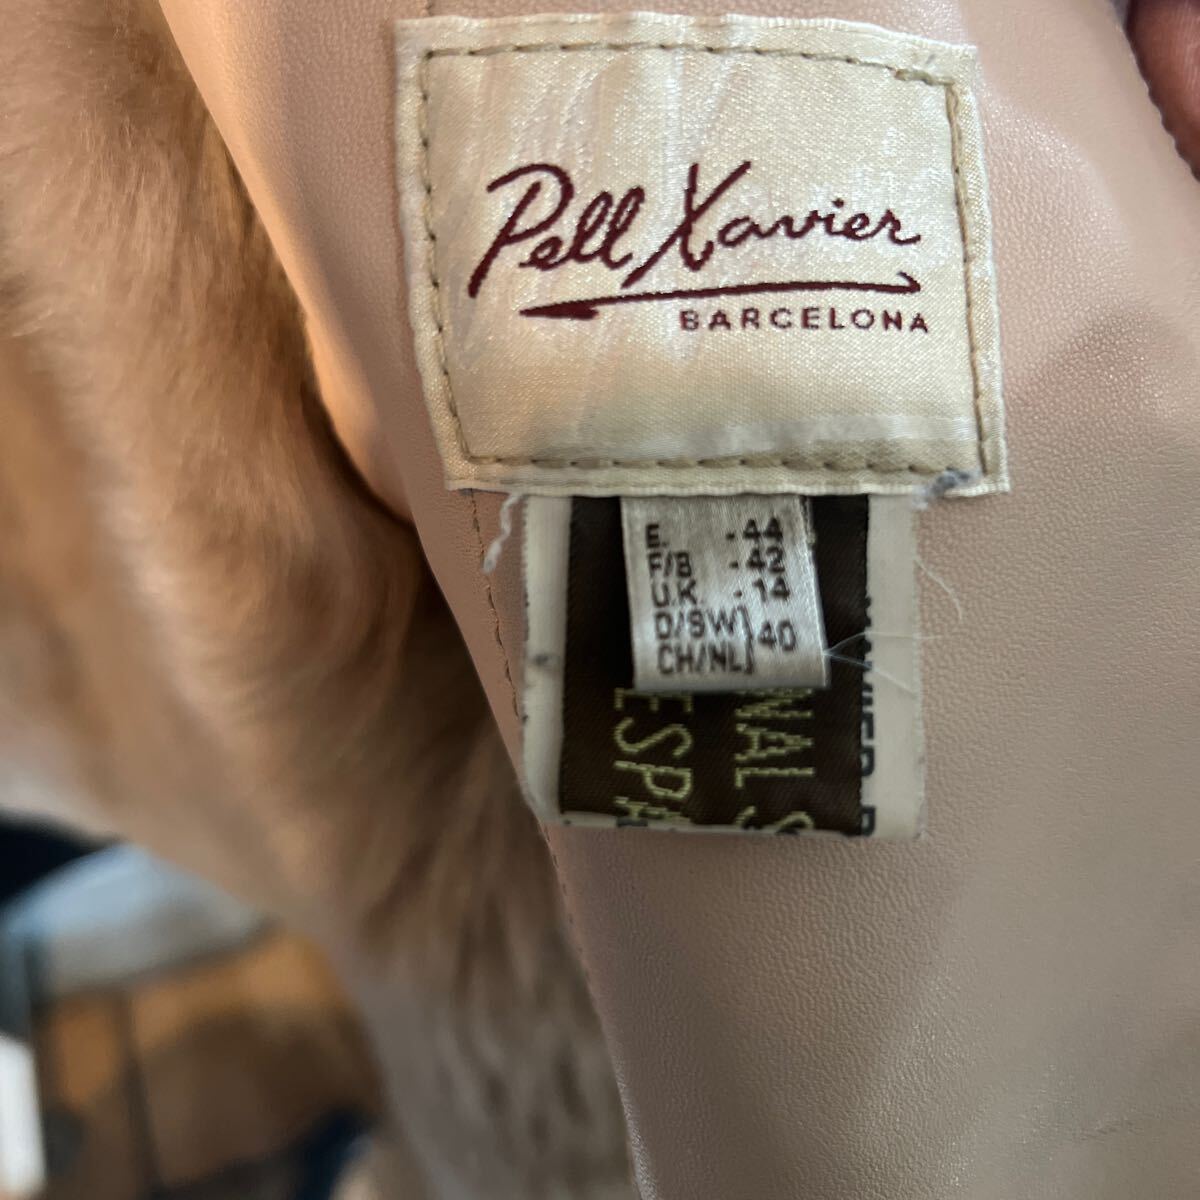 Pell Xavier
BARCELONA
E. -44
F/B -42
U.K. -14
D/SW]
CH/NL] 40